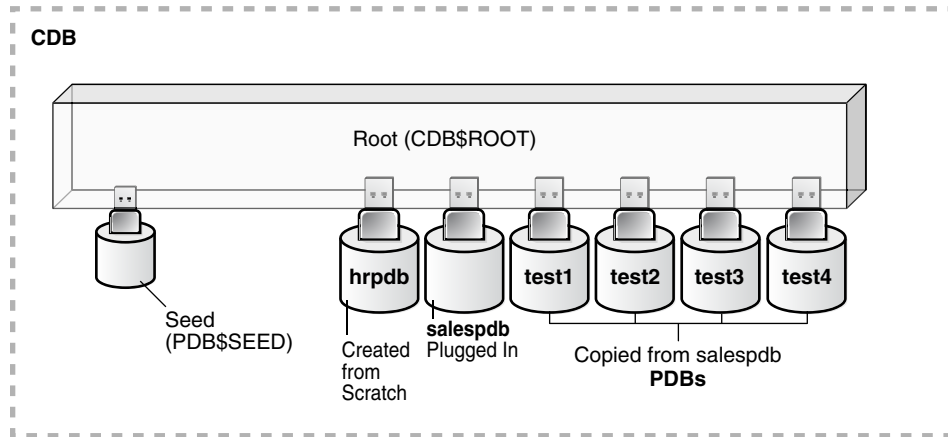 CDB
Root (CDB$ROOT)
hrpdb
test1
test2
test3
test4
Seed
(PDB$SEED)
Created
from
Scratch
salespdb
Plugged In
Copied from salespdb
PDBs